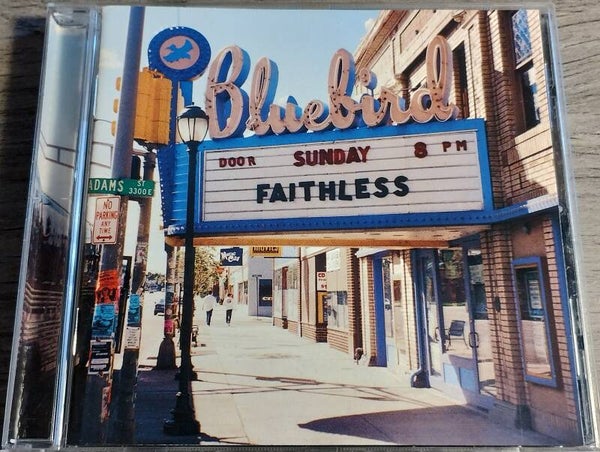 Bluebird
DOOR SUNDAY 8 PM
FAITHLESS
ADAMS ST
3300 E
NO
PARKING
ANY
TIME